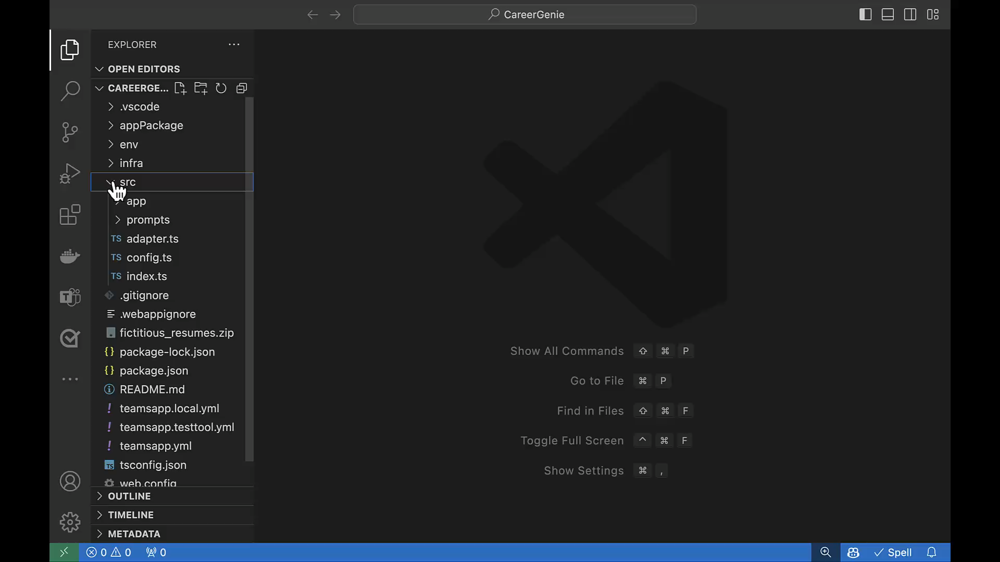 CareerGenie
EXPLORER
OPEN EDITORS
CAREERGE...
.vscode
appPackage
env
infra
src
app
prompts
TS adapter.ts
TS config.ts
TS index.ts
.gitignore
.webappignore
fictitious_resumes.zip
{} package-lock.json
{} package.json
README.md
! teamsapp.local.yml
! teamsapp.testtool.yml
! teamsapp.yml
TS tsconfig.json
web.config
OUTLINE
TIMELINE
METADATA
Show All Commands ⇧ ⌘ P
Go to File ⌘ P
Find in Files ⇧ ⌘ F
Toggle Full Screen ^ ⌘ F
Show Settings ⌘ ,
0 0 0
Spell